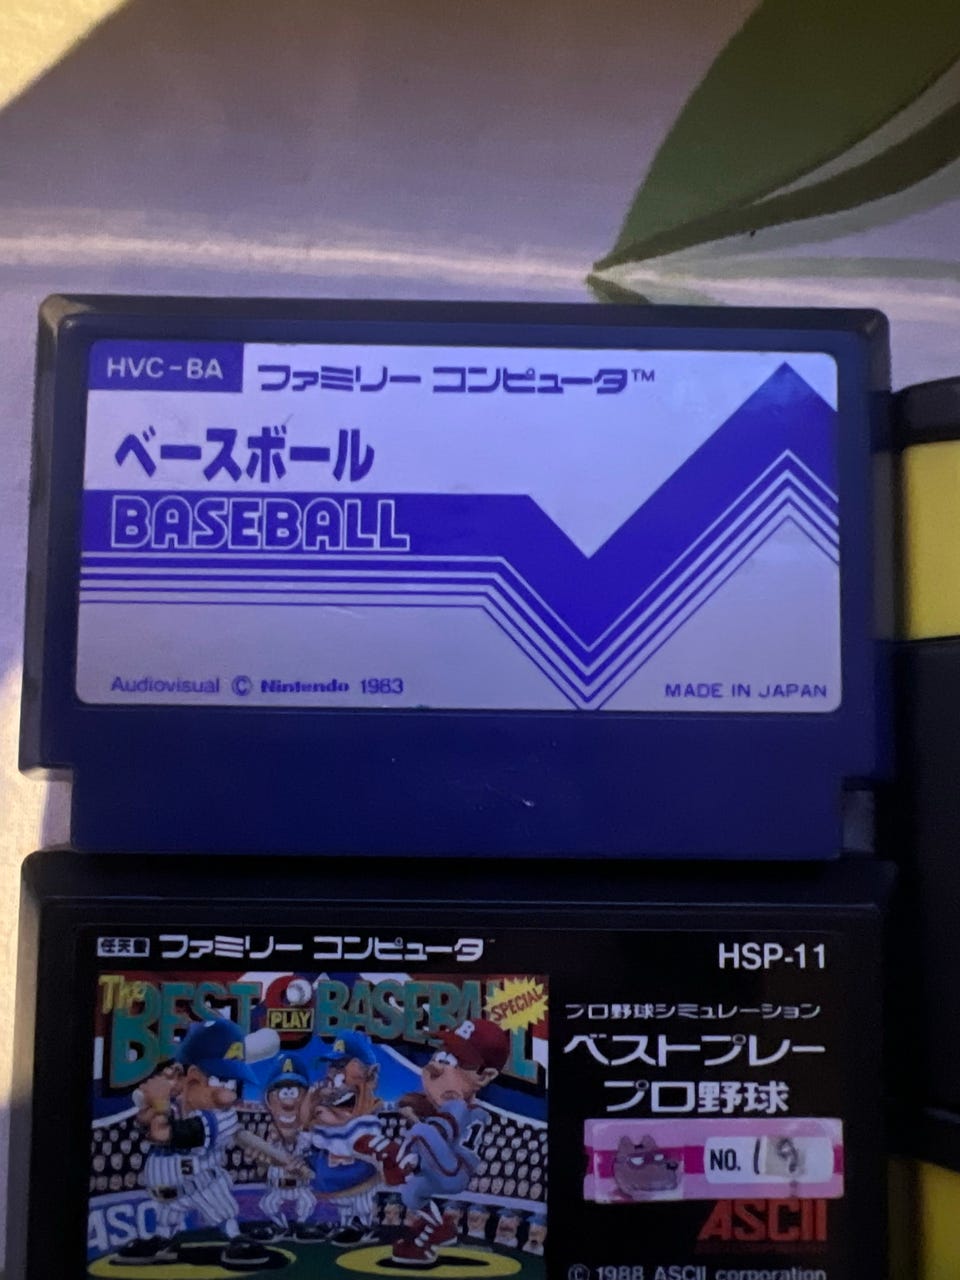 HVC-BA
ファミリー コンピュータ™
ベースボール
BASEBALL
Audiovisual © Nintendo 1983
MADE IN JAPAN
任天堂 ファミリー コンピュータ
HSP-11
The
BEST PLAY BASEBALL
SPECIAL
プロ野球シミュレーション
ベストプレー
プロ野球
NO.
ASCII
© 1988 ASCII corporation
B
A
A
A
5
1
ASCI